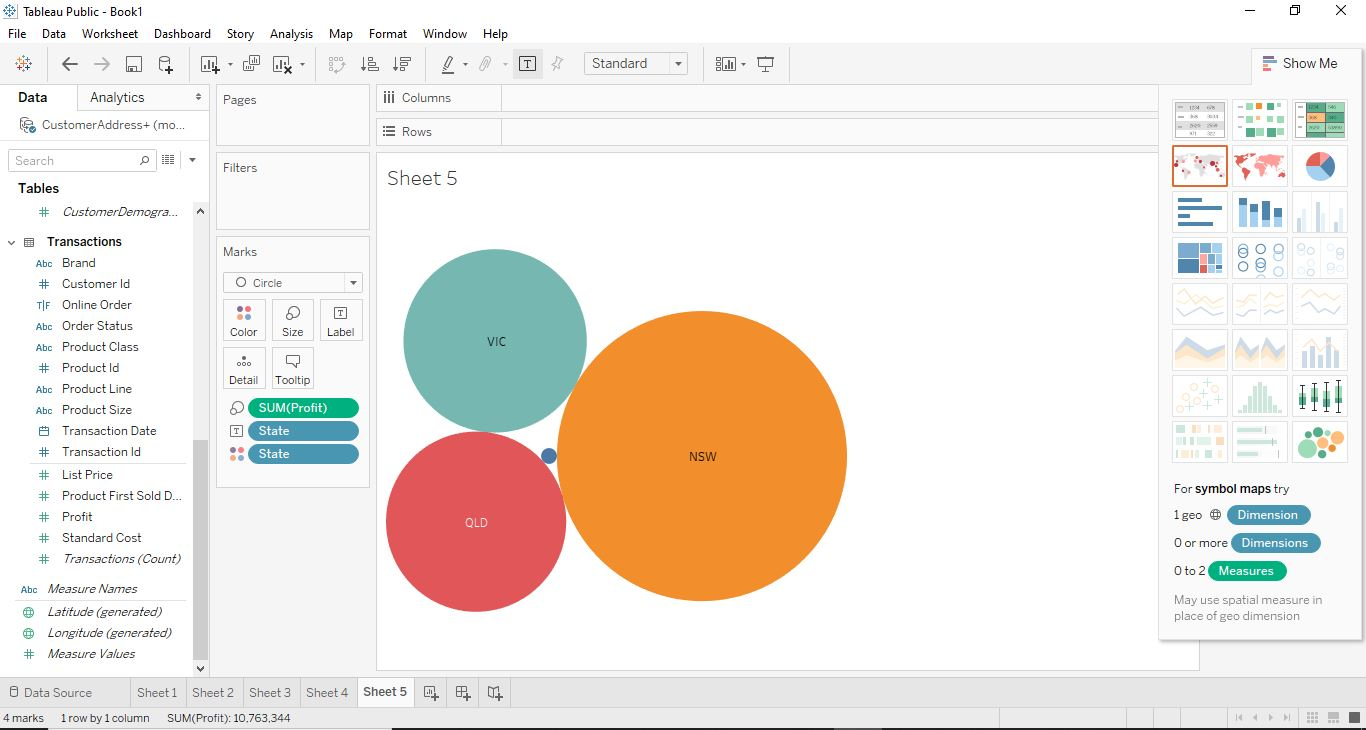 Tableau Public - Book1
File Data Worksheet Dashboard Story Analysis Map Format Window Help
Standard
Show Me
Data Analytics
CustomerAddress+ (mo...
Search
Tables
CustomerDemogra...
Transactions
Abc Brand
Customer Id
T|F Online Order
Abc Order Status
Abc Product Class
Product Id
Abc Product Line
Abc Product Size
Transaction Date
Transaction Id
List Price
Product First Sold D...
Profit
Standard Cost
Transactions (Count)
Abc Measure Names
Latitude (generated)
Longitude (generated)
Measure Values
Pages
Filters
Marks
Circle
Color Size Label
Detail Tooltip
SUM(Profit)
State
State
Columns
Rows
Sheet 5
VIC
NSW
QLD
For symbol maps try
1 geo Dimension
0 or more Dimensions
0 to 2 Measures
May use spatial measure in
place of geo dimension
Data Source Sheet 1 Sheet 2 Sheet 3 Sheet 4 Sheet 5
4 marks 1 row by 1 column SUM(Profit): 10,763,344